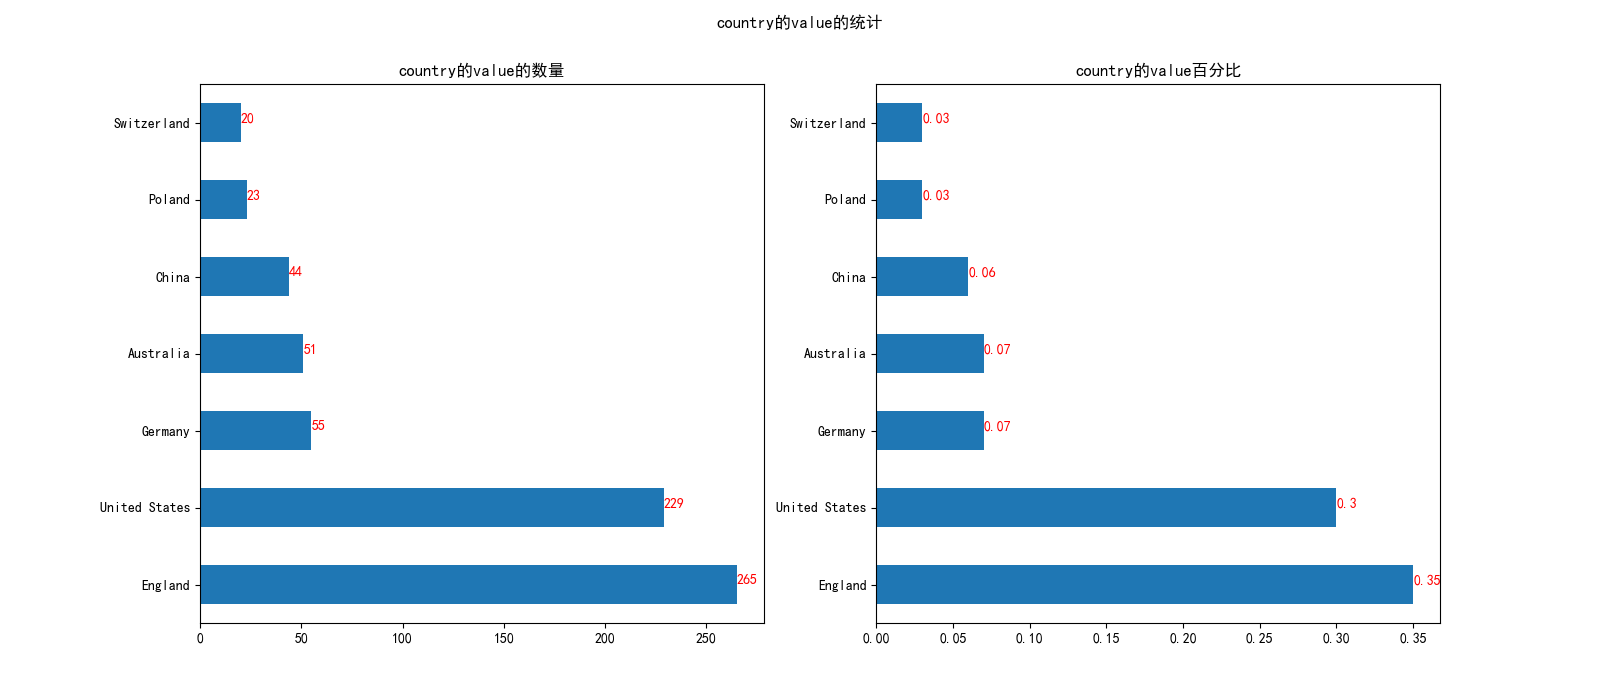 country的value的统计
country的value的数量
Switzerland
20
Poland
23
China
44
Australia
51
Germany
55
United States
229
England
265
0
50
100
150
200
250
country的value百分比
Switzerland
0.03
Poland
0.03
China
0.06
Australia
0.07
Germany
0.07
United States
0.3
England
0.35
0.00
0.05
0.10
0.15
0.20
0.25
0.30
0.35